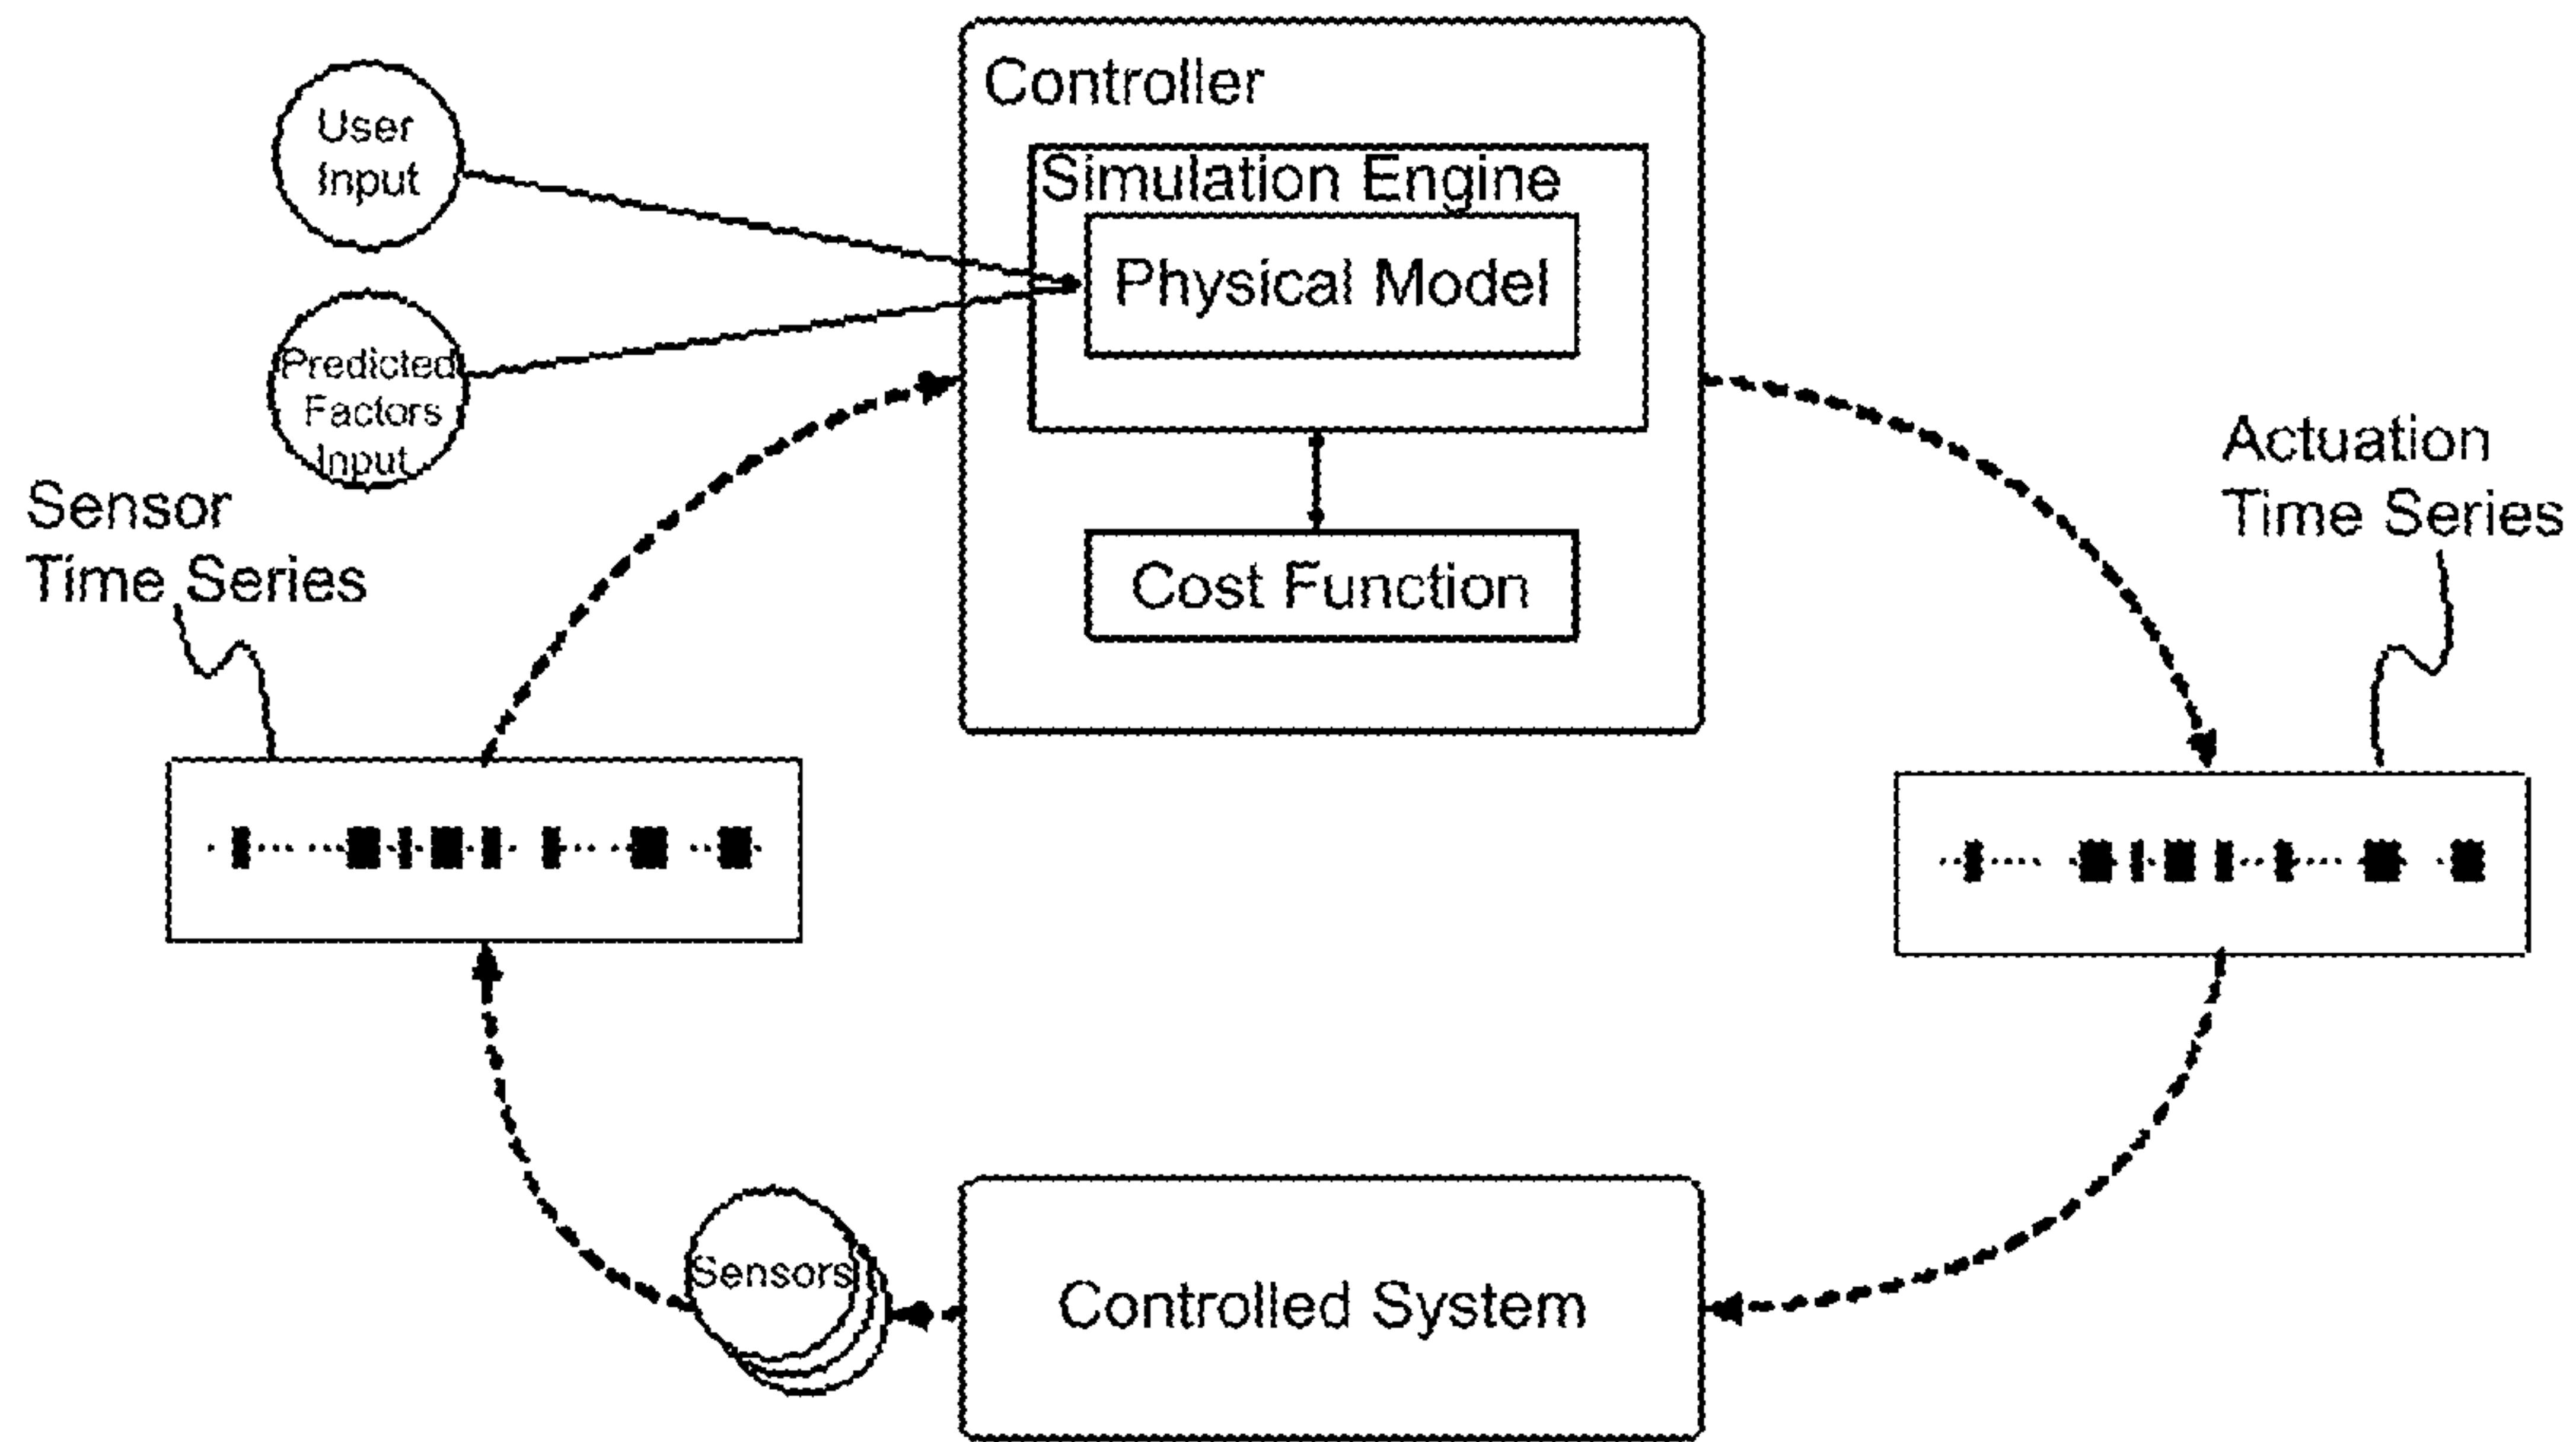 Controller
User
Input
Simulation Engine
Physical Model
Predicted
Factors
Input
Sensor
Time Series
Actuation
Time Series
Cost Function
Sensors
Controlled System